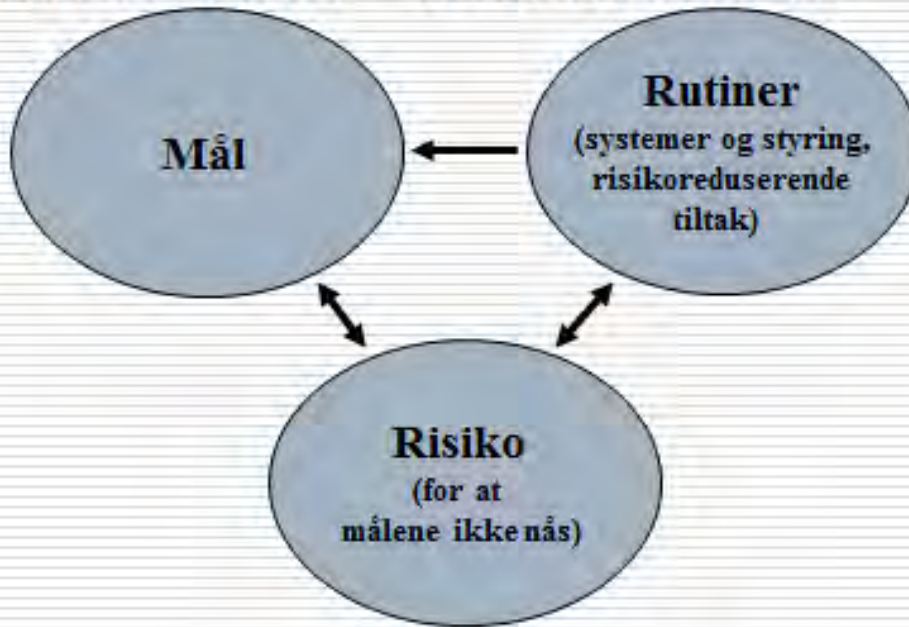 Mål
Rutiner
(systemer og styring,
risikoreduserende
tiltak)
Risiko
(for at
målene ikke nås)